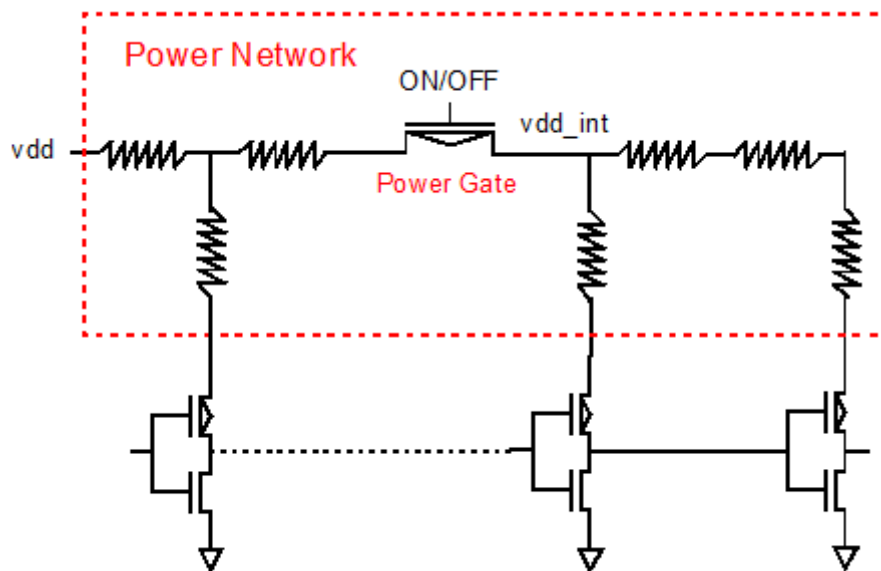 Power Network
ON/OFF
vdd
vdd_int
Power Gate